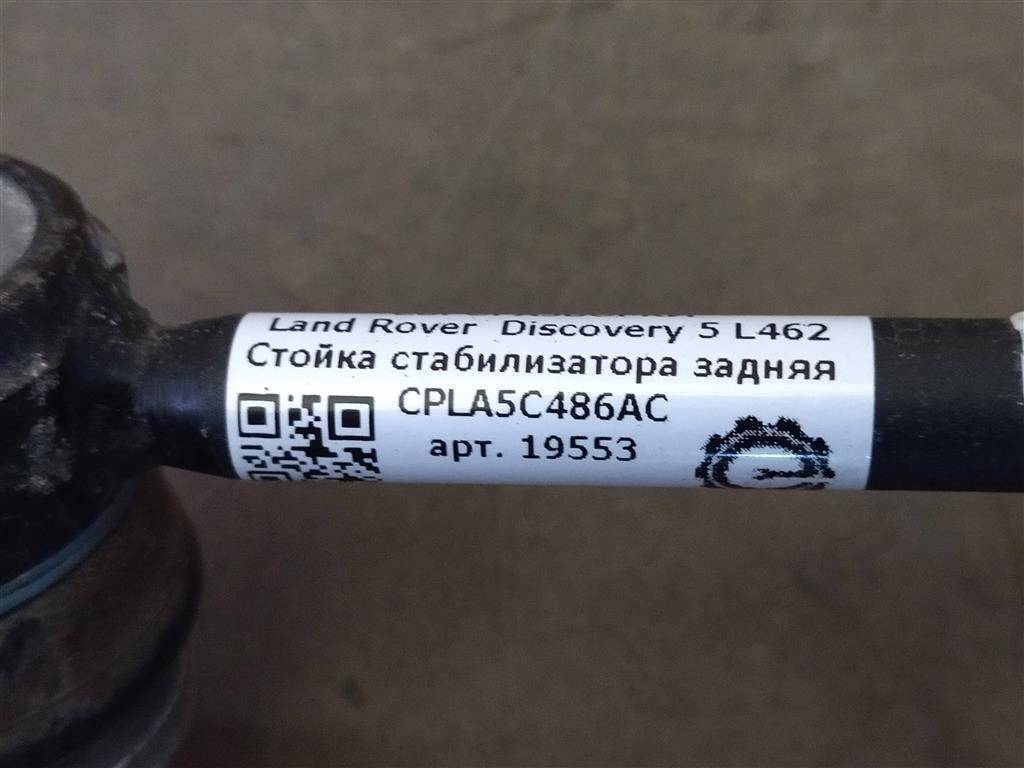 Land Rover Discovery 5 L462
Стойка стабилизатора задняя
CPLA5C486AC
арт. 19553